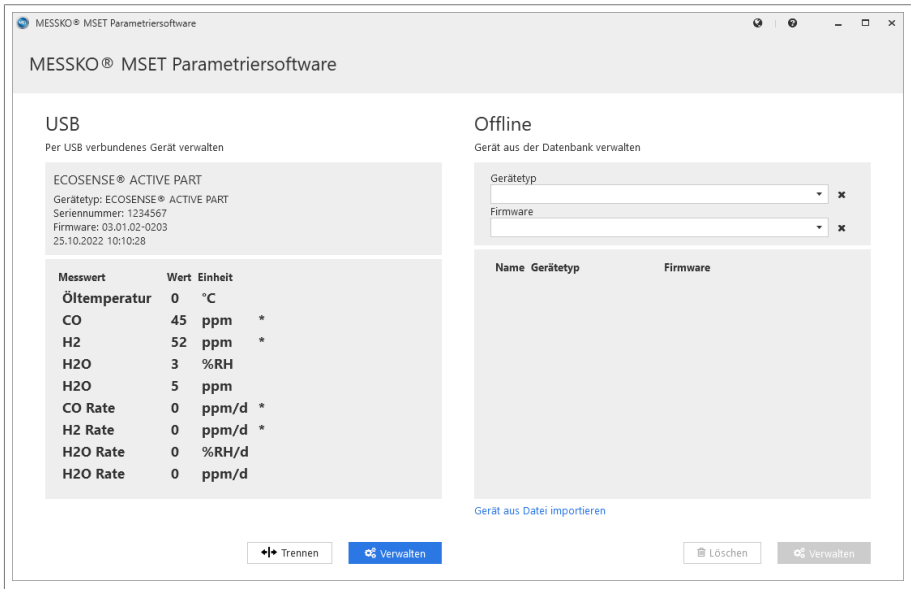 MESSKO® MSET Parametriersoftware
MESSKO® MSET Parametriersoftware
USB
Per USB verbundenes Gerät verwalten
ECOSENSE® ACTIVE PART
Gerätetyp: ECOSENSE® ACTIVE PART
Seriennummer: 1234567
Firmware: 03.01.02-0203
25.10.2022 10:10:28
Messwert Wert Einheit
Öltemperatur 0 °C
CO 45 ppm *
H2 52 ppm *
H2O 3 %RH
H2O 5 ppm
CO Rate 0 ppm/d *
H2 Rate 0 ppm/d *
H2O Rate 0 %RH/d
H2O Rate 0 ppm/d
Trennen
Verwalten
Offline
Gerät aus der Datenbank verwalten
Gerätetyp
Firmware
Name Gerätetyp Firmware
Gerät aus Datei importieren
Löschen
Verwalten